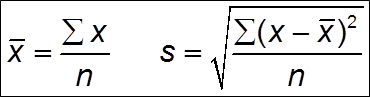 x̄ = ∑x / n    s = √(∑(x − x̄)² / n)